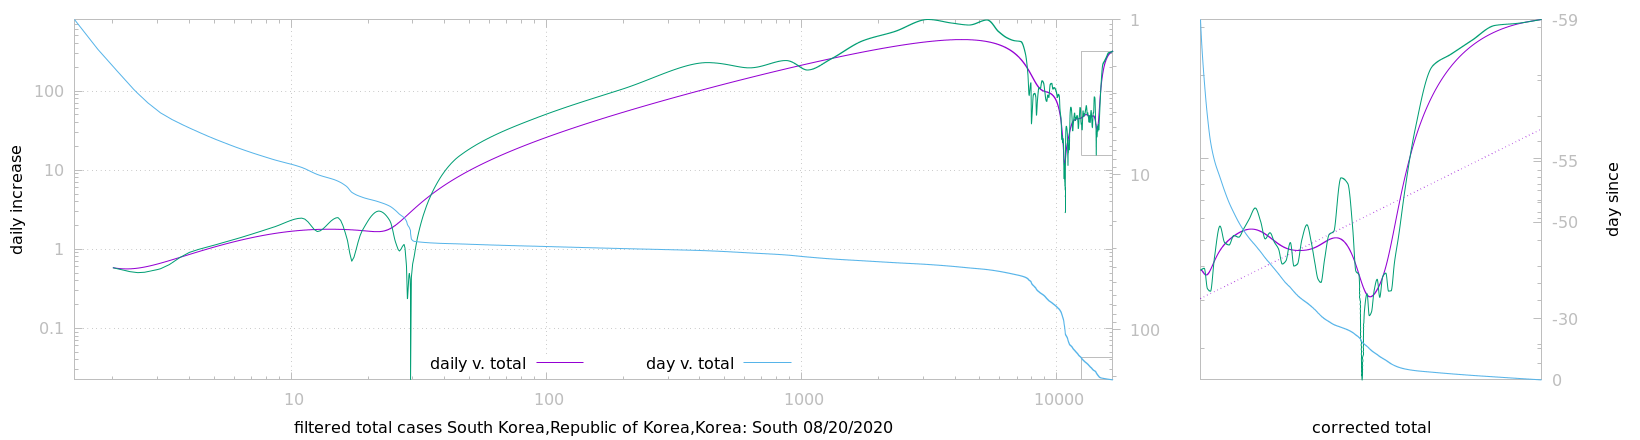 1
-59
100
daily increase
10
1
0.1
10
100
-55
-50
-30
0
day since
daily v. total
day v. total
10
100
1000
10000
filtered total cases South Korea,Republic of Korea,Korea: South 08/20/2020
corrected total